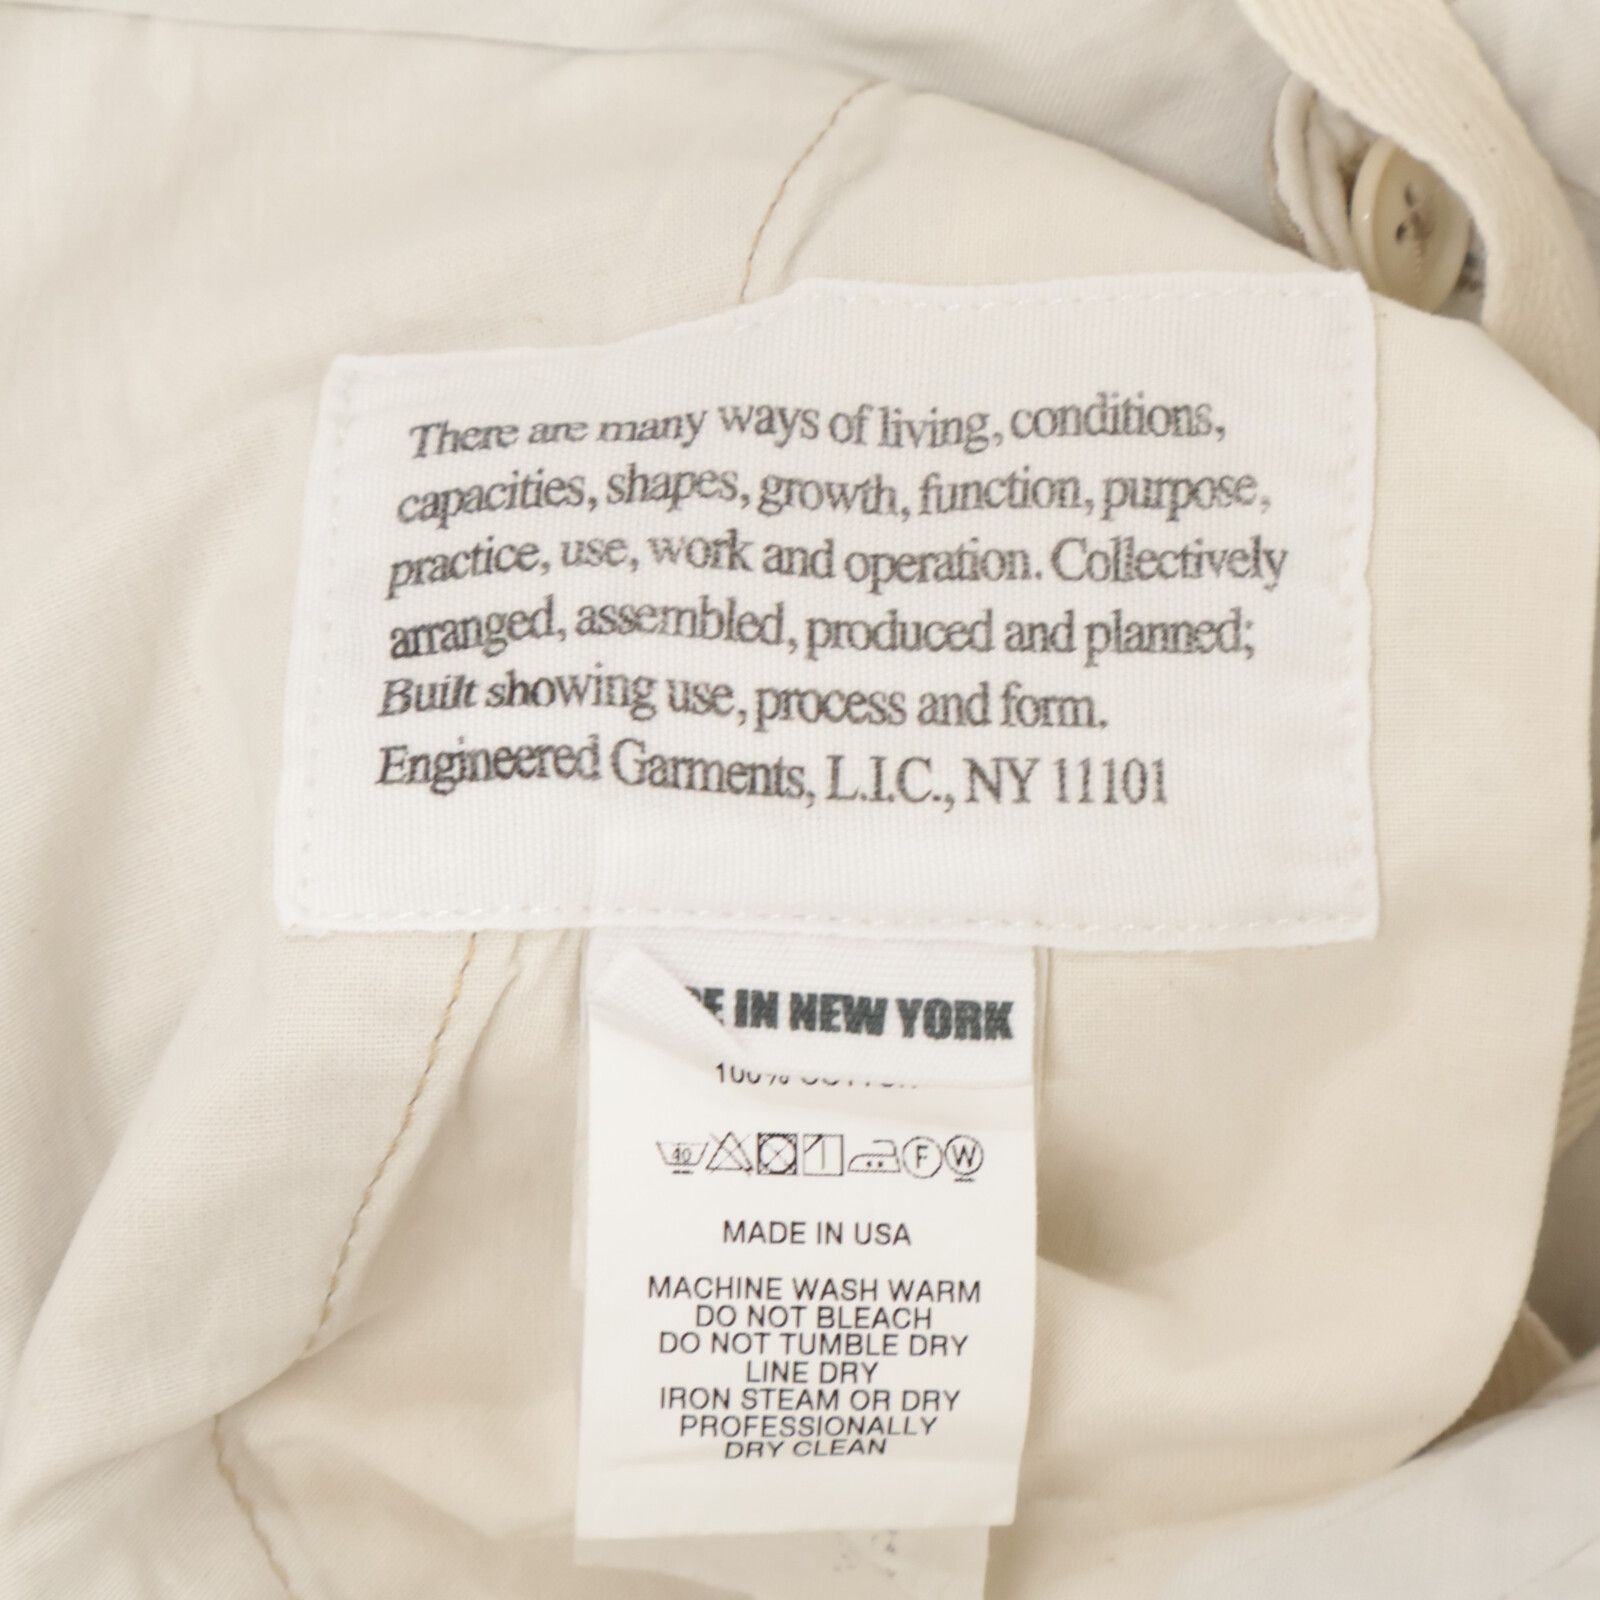 There are many ways of living, conditions,
capacities, shapes, growth, function, purpose,
practice, use, work and operation. Collectively
arranged, assembled, produced and planned;
Built showing use, process and form.
Engineered Garments, L.I.C., NY 11101
E IN NEW YORK
100%
40 F W
MADE IN USA
MACHINE WASH WARM
DO NOT BLEACH
DO NOT TUMBLE DRY
LINE DRY
IRON STEAM OR DRY
PROFESSIONALLY
DRY CLEAN